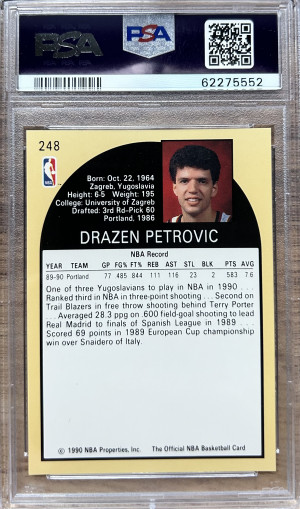 PSA
PSA
PSA
62275552
248
NBA
Born: Oct. 22, 1964
Zagreb, Yugoslavia
Height: 6-5 Weight: 195
College: University of Zagreb
Drafted: 3rd Rd-Pick 60
Portland, 1986
DRAZEN PETROVIC
NBA Record
YEAR TEAM GP FG% FT% REB AST STL BLK PTS AVG
89-90 Portland 77 .485 .844 111 116 23 2 583 7.6
One of three Yugoslavians to play in NBA in 1990 . . .
Ranked third in NBA in three-point shooting . . . Second on
Trail Blazers in free throw shooting behind Terry Porter
. . . Averaged 28.3 ppg on .600 field-goal shooting to lead
Real Madrid to finals of Spanish League in 1989 . . .
Scored 69 points in 1989 European Cup championship
win over Snaidero of Italy.
© 1990 NBA Properties, Inc. The Official NBA Basketball Card